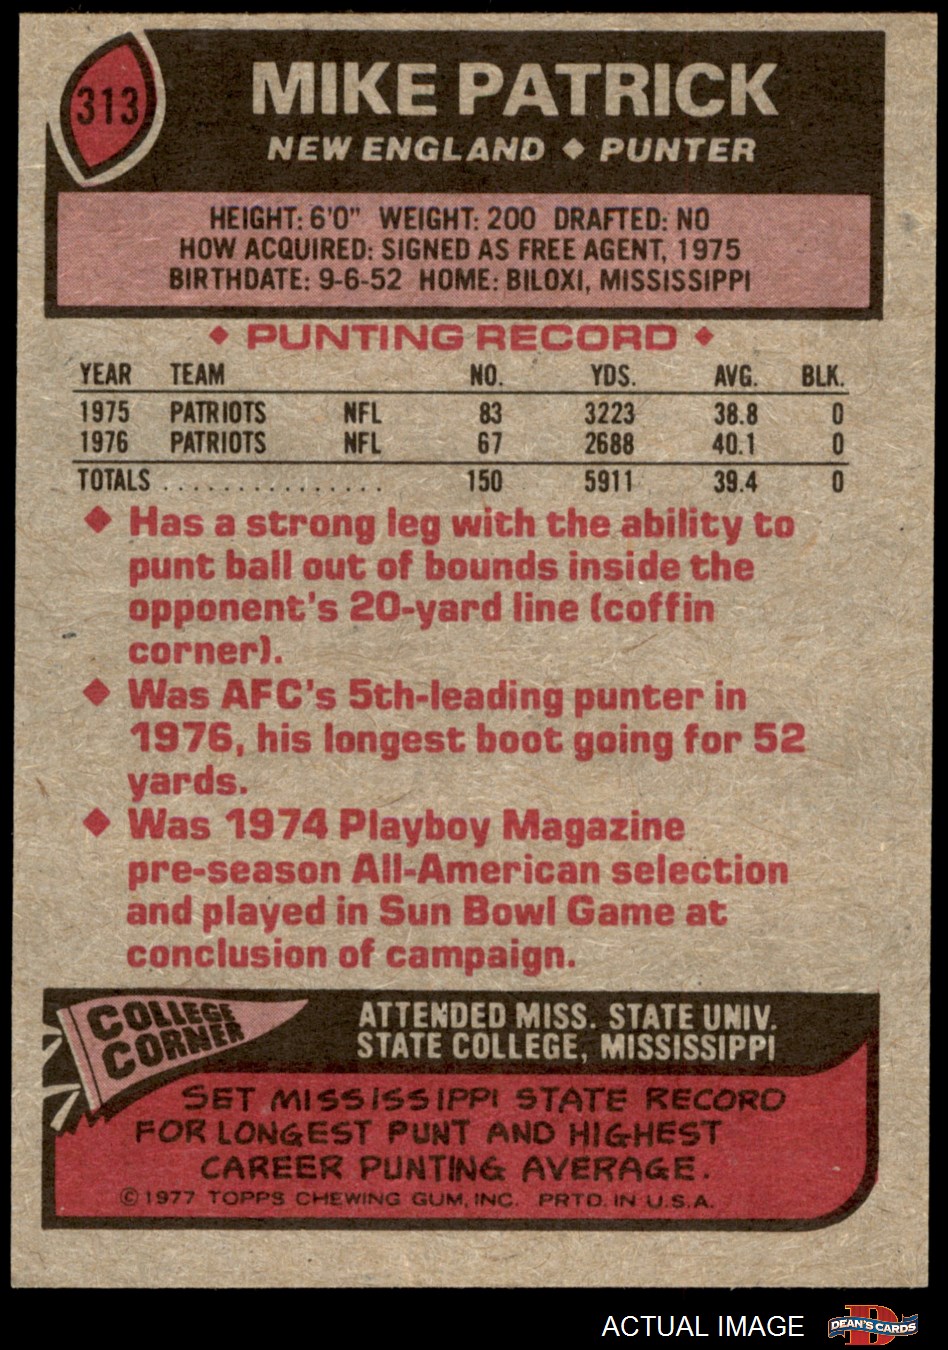 313
MIKE PATRICK
NEW ENGLAND ◆ PUNTER
HEIGHT: 6'0" WEIGHT: 200 DRAFTED: NO
HOW ACQUIRED: SIGNED AS FREE AGENT, 1975
BIRTHDATE: 9-6-52 HOME: BILOXI, MISSISSIPPI
◆ PUNTING RECORD ◆
YEAR TEAM NO. YDS. AVG. BLK.
1975 PATRIOTS NFL 83 3223 38.8 0
1976 PATRIOTS NFL 67 2688 40.1 0
TOTALS ................ 150 5911 39.4 0
◆ Has a strong leg with the ability to
punt ball out of bounds inside the
opponent's 20-yard line (coffin
corner).
◆ Was AFC's 5th-leading punter in
1976, his longest boot going for 52
yards.
◆ Was 1974 Playboy Magazine
pre-season All-American selection
and played in Sun Bowl Game at
conclusion of campaign.
COLLEGE
CORNER
ATTENDED MISS. STATE UNIV.
STATE COLLEGE, MISSISSIPPI
SET MISSISSIPPI STATE RECORD
FOR LONGEST PUNT AND HIGHEST
CAREER PUNTING AVERAGE.
©1977 TOPPS CHEWING GUM, INC. PRTD. IN U.S.A.
ACTUAL IMAGE
D
DEAN'S CARDS